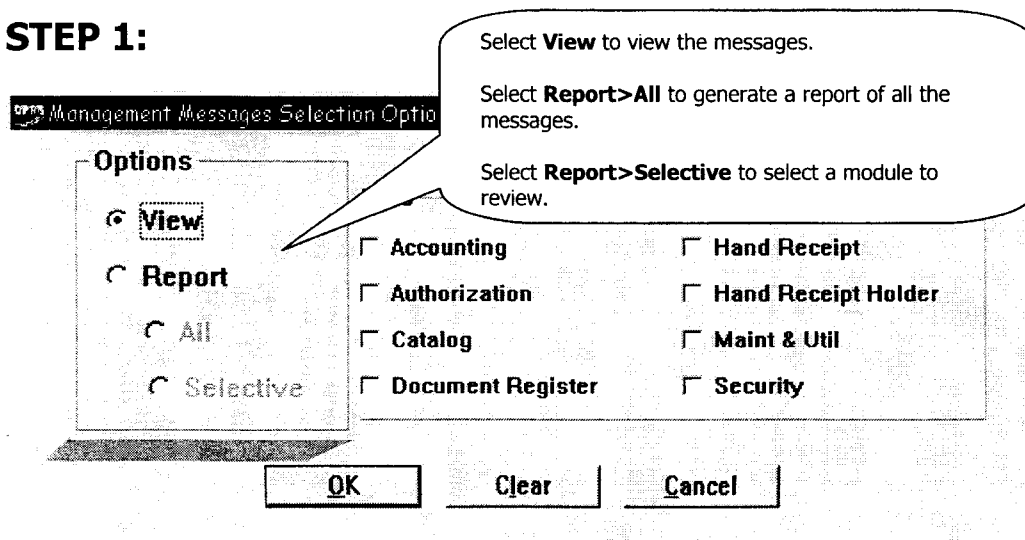 STEP 1:
Select View to view the messages.
Select Report>All to generate a report of all the
messages.
Select Report>Selective to select a module to
review.
Management Messages Selection Optio
Options
View
Report
All
Selective
Accounting
Authorization
Catalog
Document Register
Hand Receipt
Hand Receipt Holder
Maint & Util
Security
OK
Clear
Cancel